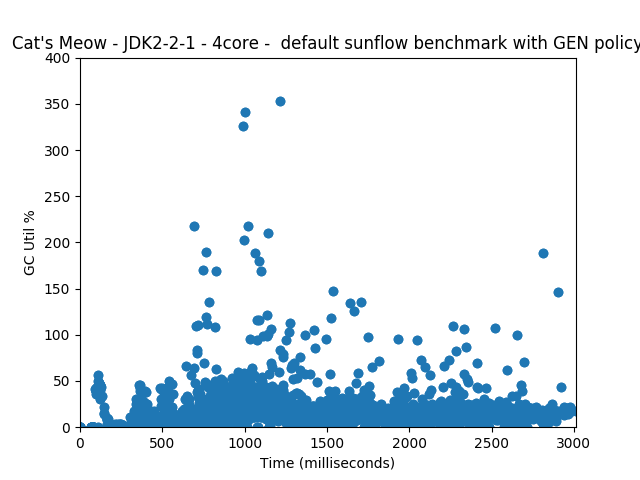 Cat's Meow - JDK2-2-1 - 4core -  default sunflow benchmark with GEN policy
400
350
300
250
200
150
100
50
0
GC Util %
0 500 1000 1500 2000 2500 3000
Time (milliseconds)